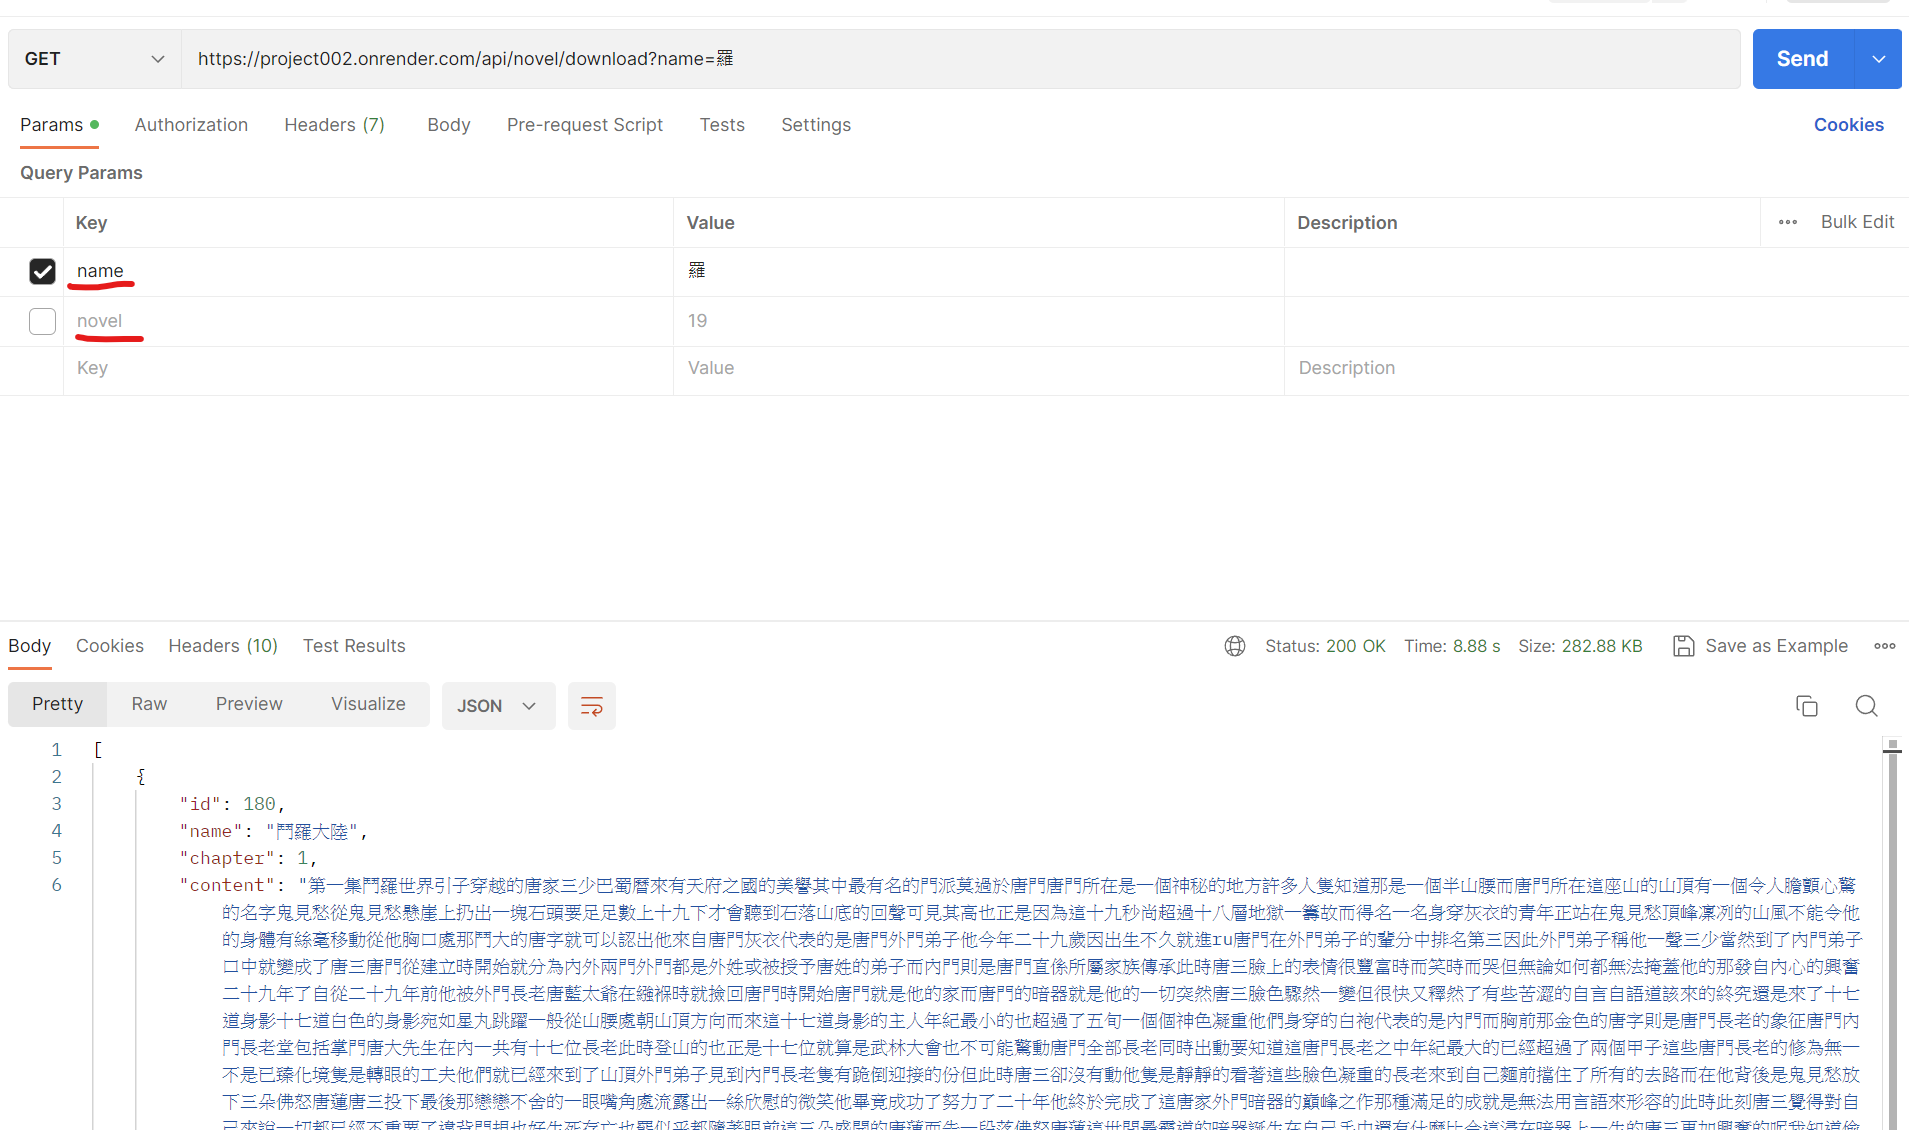 GET
https://project002.onrender.com/api/novel/download?name=羅
Send
Params
Authorization
Headers (7)
Body
Pre-request Script
Tests
Settings
Cookies
Query Params
Key
Value
Description
Bulk Edit
name
羅
novel
19
Key
Value
Description
Body
Cookies
Headers (10)
Test Results
Status: 200 OK
Time: 8.88 s
Size: 282.88 KB
Save as Example
Pretty
Raw
Preview
Visualize
JSON
1 [
2 {
3 "id": 180,
4 "name": "鬥羅大陸",
5 "chapter": 1,
6 "content": "第一集鬥羅世界引子穿越的唐家三少巴蜀曆來有天府之國的美譽其中最有名的門派莫過於唐門唐門所在是一個神秘的地方許多人隻知道那是一個半山腰而唐門所在這座山的山頂有一個令人膽顫心驚
的名字鬼見愁從鬼見愁懸崖上扔出一塊石頭要足足數上十九下才會聽到石落山底的回聲可見其高也正是因為這十九秒尚超過十八層地獄一籌故而得名一名身穿灰衣的青年正站在鬼見愁頂峰凜冽的山風不能令他
的身體有絲毫移動從他胸口處那鬥大的唐字就可以認出他來自唐門灰衣代表的是唐門外門弟子他今年二十九歲因出生不久就進ru唐門在外門弟子的輩分中排名第三因此外門弟子稱他一聲三少當然到了內門弟子
口中就變成了唐三唐門從建立時開始就分為內外兩門外門都是外姓或被授予唐姓的弟子而內門則是唐門直係所屬家族傳承此時唐三臉上的表情很豐富時而笑時而哭但無論如何都無法掩蓋他的那發自內心的興奮
二十九年了自從二十九年前他被外門長老唐藍太爺在繈褓時就撿回唐門時開始唐門就是他的家而唐門的暗器就是他的一切突然唐三臉色驟然一變但很快又釋然了有些苦澀的自言自語道該來的終究還是來了十七
道身影十七道白色的身影宛如星丸跳躍一般從山腰處朝山頂方向而來這十七道身影的主人年紀最小的也超過了五旬一個個神色凝重他們身穿的白袍代表的是內門而胸前那金色的唐字則是唐門長老的象征唐門內
門長老堂包括掌門唐大先生在內一共有十七位長老此時登山的也正是十七位就算是武林大會也不可能驚動唐門全部長老同時出動要知道這唐門長老之中年紀最大的已經超過了兩個甲子這些唐門長老的修為無一
不是已臻化境隻是轉眼的工夫他們就已經來到了山頂外門弟子見到內門長老隻有跪倒迎接的份但此時唐三卻沒有動他隻是靜靜的看著這些臉色凝重的長老來到自己麵前擋住了所有的去路而在他背後是鬼見愁放
下三朵佛怒唐蓮唐三投下最後那戀戀不舍的一眼嘴角處流露出一絲欣慰的微笑他畢竟成功了努力了二十年他終於完成了這唐家外門暗器的巔峰之作那種滿足的成就是無法用言語來形容的此時此刻唐三覺得對自